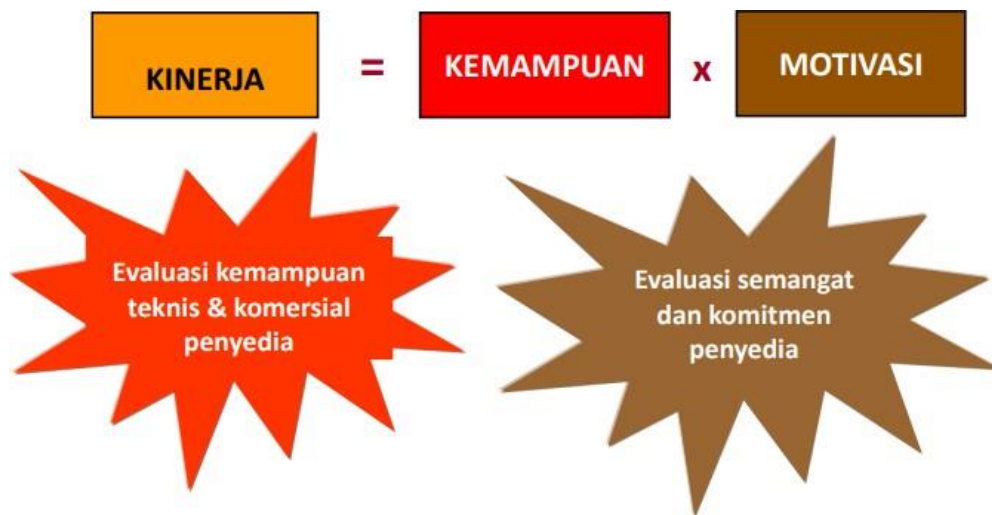 KINERJA = KEMAMPUAN x MOTIVASI
Evaluasi kemampuan
teknis & komersial
penyedia
Evaluasi semangat
dan komitmen
penyedia